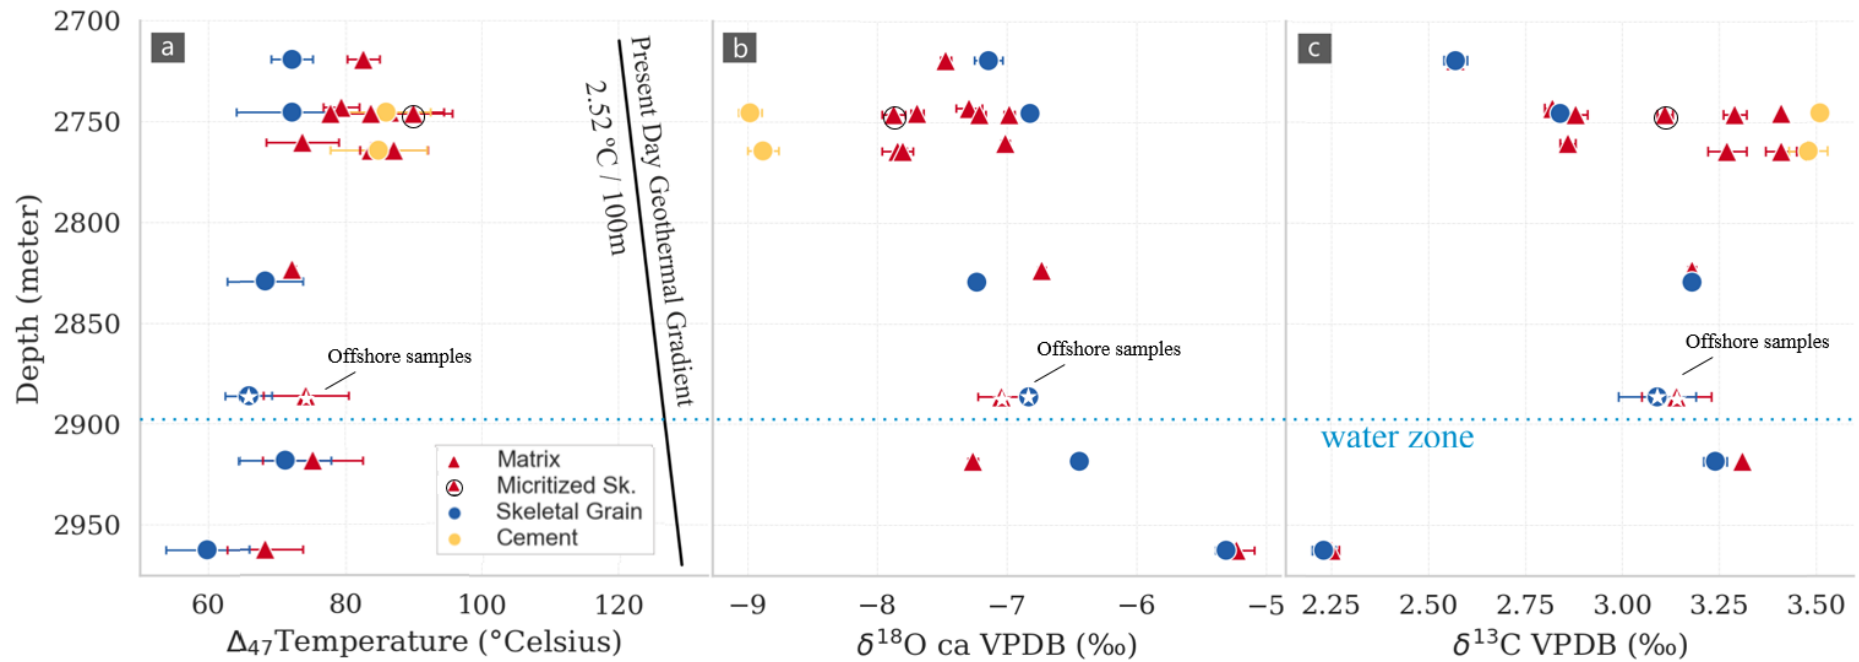 a
b
c
2700
2750
2800
2850
2900
2950
Depth (meter)
Present Day Geothermal Gradient
2.52 °C / 100m
Offshore samples
Offshore samples
Offshore samples
water zone
Matrix
Micritized Sk.
Skeletal Grain
Cement
60 80 100 120
−9 −8 −7 −6 −5
2.25 2.50 2.75 3.00 3.25 3.50
Δ₄₇Temperature (°Celsius)
δ¹⁸O ca VPDB (‰)
δ¹³C VPDB (‰)